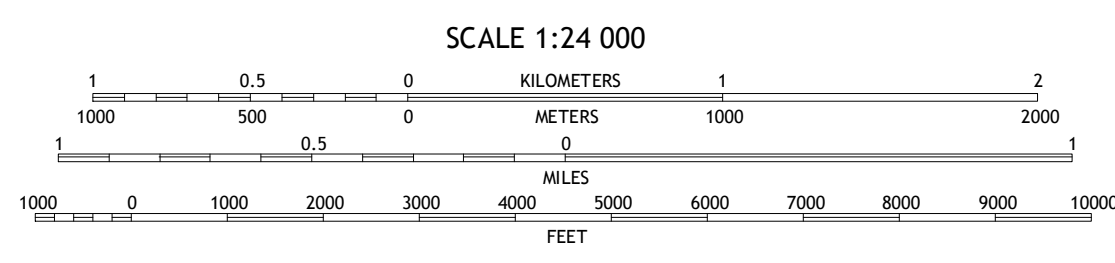 SCALE 1:24 000
1 0.5 0 KILOMETERS 1 2
1000 500 0 METERS 1000 2000
1 0.5 0 1
MILES
1000 0 1000 2000 3000 4000 5000 6000 7000 8000 9000 10000
FEET